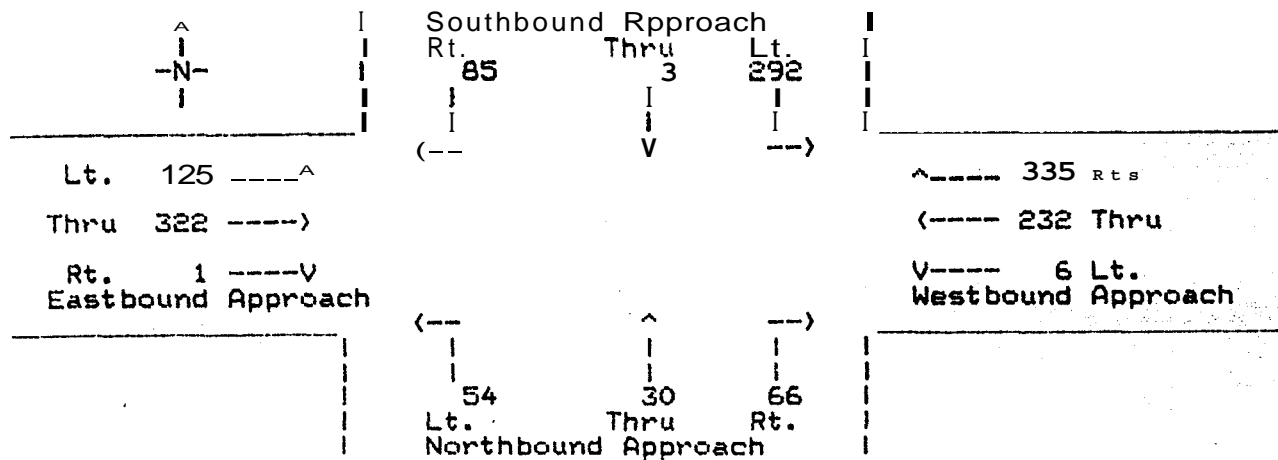 Southbound Rpproach
Rt. Thru Lt.
85 3 292
-N-
Lt. 125 ----^
Thru 322 ---->
Rt. 1 ----V
Eastbound Approach
^---- 335 Rts
<---- 232 Thru
V---- 6 Lt.
Westbound Approach
<-- V -->
<-- ^ -->
54 30 66
Lt. Thru Rt.
Northbound Approach